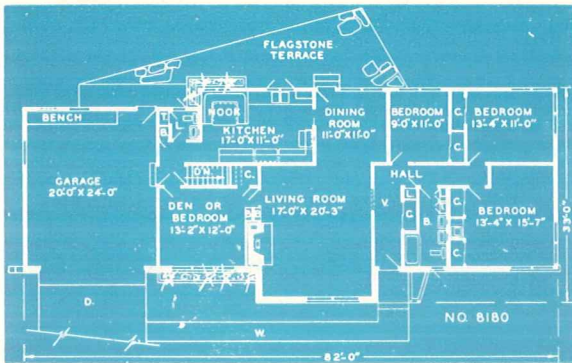 FLAGSTONE
TERRACE
BENCH
T.
L.
B.
NOOK
KITCHEN
17'-0" X 11'-0"
DINING
ROOM
11'-0" X 11'-0"
BEDROOM
9'-0" X 11'-0"
C.
C.
BEDROOM
13'-4" X 11'-0"
GARAGE
20'-0" X 24'-0"
DN.
C.
HALL
DEN OR
BEDROOM
13'-2" X 12'-0"
LIVING ROOM
17'-0" X 20'-3"
V.
L.
C.
B.
C.
C.
BEDROOM
13'-4" X 15'-7"
33'-0"
D.
W.
NO. 8180
82'-0"